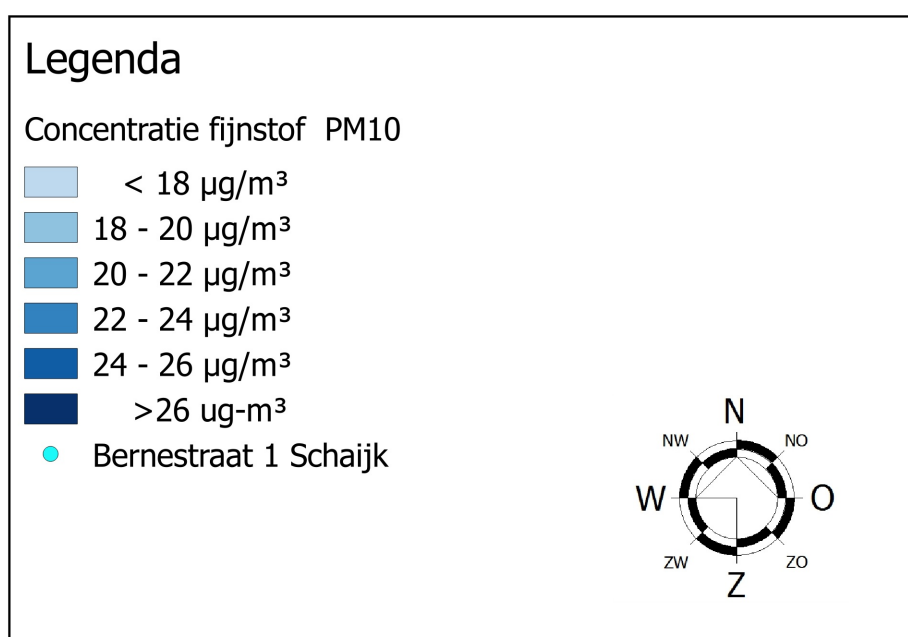 Legenda
Concentratie fijnstof PM10
< 18 µg/m³
18 - 20 µg/m³
20 - 22 µg/m³
22 - 24 µg/m³
24 - 26 µg/m³
>26 ug-m³
Bernestraat 1 Schaijk
N
NW NO
W O
ZW ZO
Z